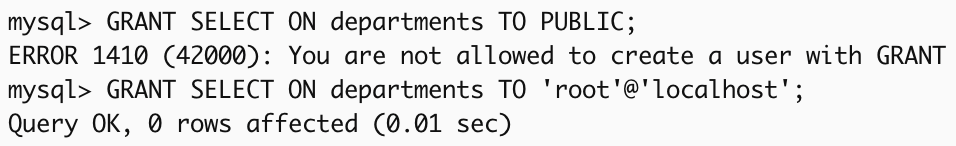 mysql> GRANT SELECT ON departments TO PUBLIC;
ERROR 1410 (42000): You are not allowed to create a user with GRANT
mysql> GRANT SELECT ON departments TO 'root'@'localhost';
Query OK, 0 rows affected (0.01 sec)